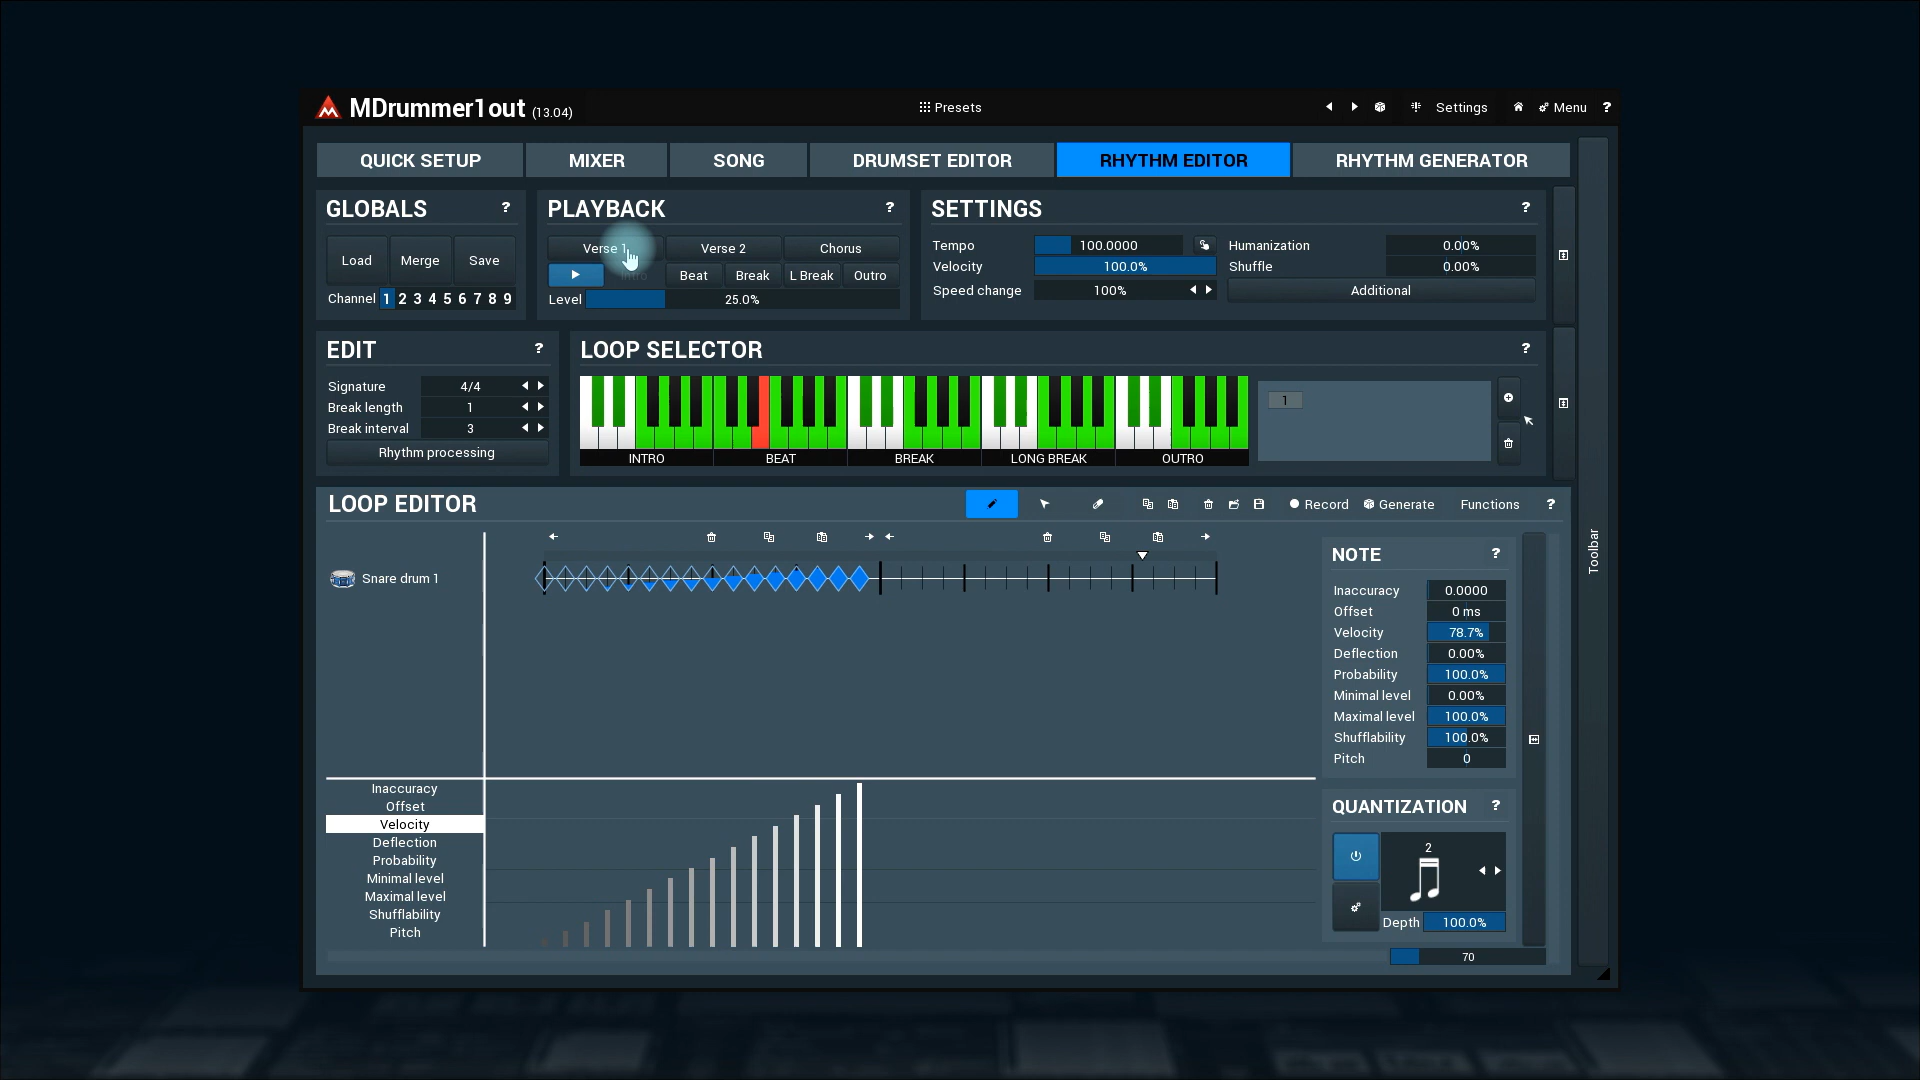 MDrummer1out (13.04)
Presets
Settings
Menu ?
QUICK SETUP MIXER SONG DRUMSET EDITOR RHYTHM EDITOR RHYTHM GENERATOR
GLOBALS ?
Load Merge Save
Channel 1 2 3 4 5 6 7 8 9
PLAYBACK ?
Verse 1 Verse 2 Chorus
Intro Beat Break L Break Outro
Level 25.0%
SETTINGS ?
Tempo 100.0000
Velocity 100.0%
Speed change 100%
Humanization 0.00%
Shuffle 0.00%
Additional
EDIT ?
Signature 4/4
Break length 1
Break interval 3
Rhythm processing
LOOP SELECTOR ?
INTRO BEAT BREAK LONG BREAK OUTRO
1
Toolbar
LOOP EDITOR
Record Generate Functions ?
Snare drum 1
Inaccuracy
Offset
Velocity
Deflection
Probability
Minimal level
Maximal level
Shufflability
Pitch
NOTE ?
Inaccuracy 0.0000
Offset 0 ms
Velocity 78.7%
Deflection 0.00%
Probability 100.0%
Minimal level 0.00%
Maximal level 100.0%
Shufflability 100.0%
Pitch 0
QUANTIZATION ?
2
Depth 100.0%
70